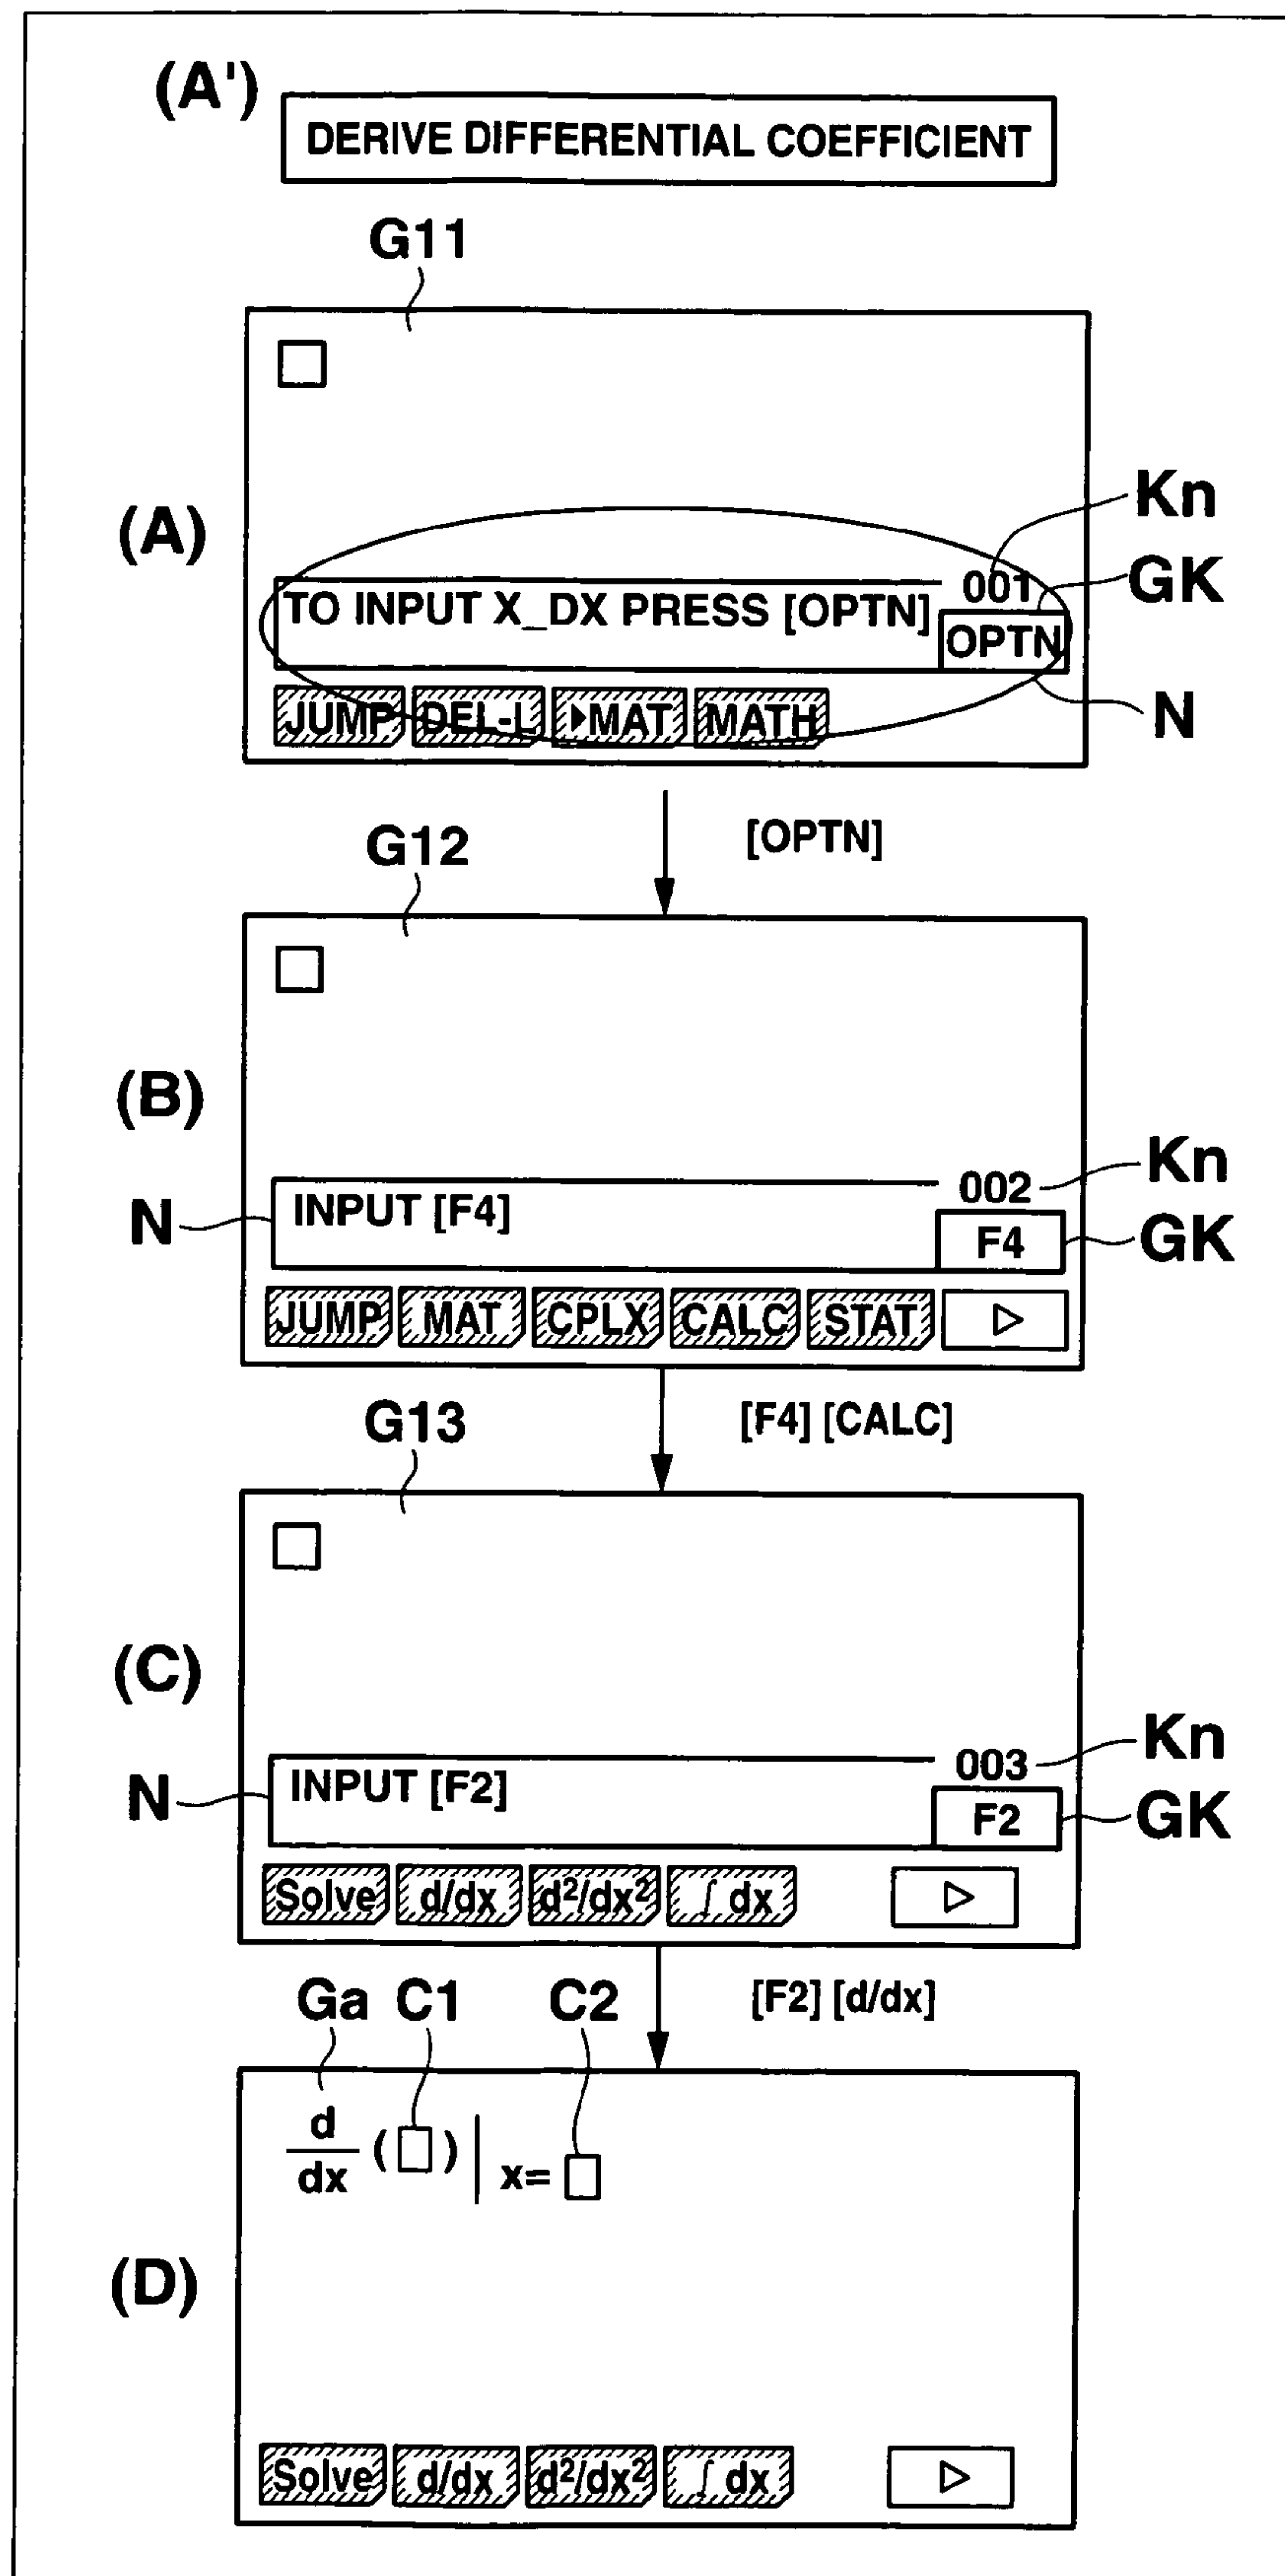 (A')
DERIVE DIFFERENTIAL COEFFICIENT
G11
(A)
Kn
001
GK
TO INPUT X_DX PRESS [OPTN]
OPTN
N
JUMP DEL-L ▶MAT MATH
[OPTN]
G12
(B)
Kn
002
N
INPUT [F4]
F4
GK
JUMP MAT CPLX CALC STAT ▷
[F4] [CALC]
G13
(C)
Kn
003
N
INPUT [F2]
F2
GK
Solve d/dx d²/dx² ∫ dx ▷
[F2] [d/dx]
Ga C1 C2
d
dx
(□) | x= □
(D)
Solve d/dx d²/dx² ∫ dx ▷